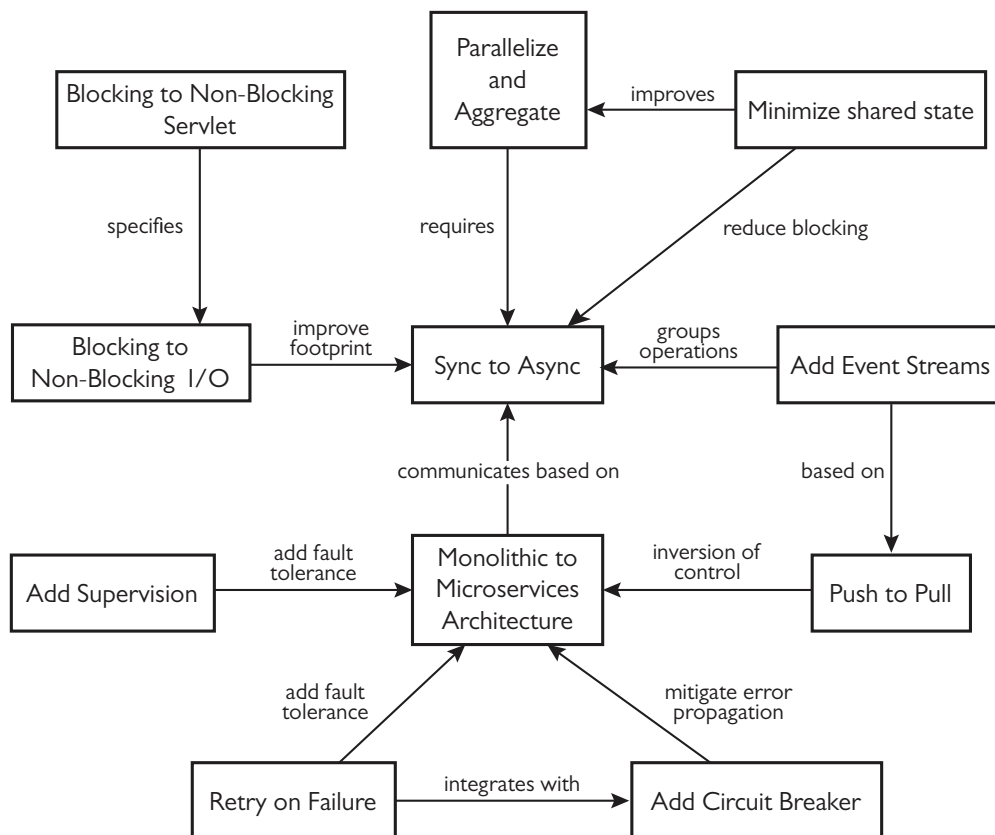 Parallelize
and
Aggregate
Blocking to Non-Blocking
Servlet
improves
Minimize shared state
specifies
requires
reduce blocking
Blocking to
Non-Blocking I/O
improve
footprint
Sync to Async
groups
operations
Add Event Streams
communicates based on
based on
Add Supervision
add fault
tolerance
Monolithic to
Microservices
Architecture
inversion of
control
Push to Pull
add fault
tolerance
mitigate error
propagation
Retry on Failure
integrates with
Add Circuit Breaker